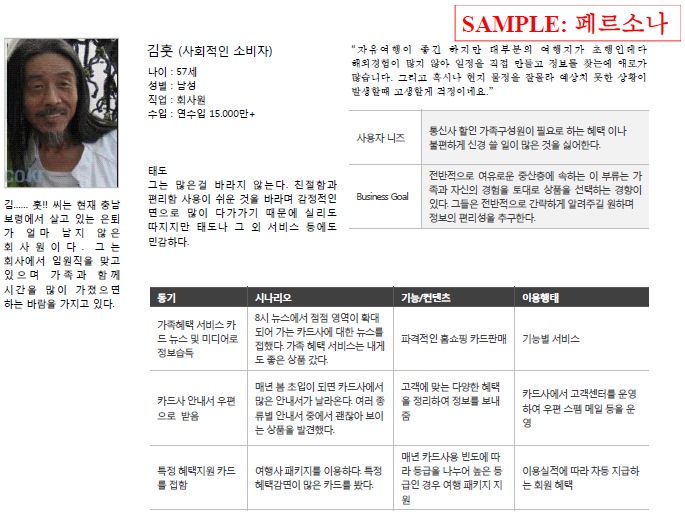 SAMPLE: 페르소나
김훗 (사회적인 소비자)
나이 : 57세
성별 : 남성
직업 : 회사원
수입 : 연수입 15.000만+
"자유여행이 좋긴 하지만 대부분의 여행지가 초행인데다
해외경험이 많지 않아 일정을 직접 만들고 정보를 찾는에 애로가
많습니다. 그리고 혹시나 현지 물정을 잘몰라 예상치 못한 상황이
발생할때 고생할게 걱정이네요."
사용자 니즈
통신사 할인 가족구성원이 필요로 하는 혜택 이나
불편하게 신경 쓸 일이 많은 것을 싫어한다.
Business Goal
전반적으로 여유로운 중산층에 속하는 이 부류는 가
족과 자신의 경험을 토대로 상품을 선택하는 경향이
있다. 그들은 전반적으로 간략하게 알려주길 원하며
정보의 편리성을 추구한다.
태도
그는 많은걸 바라지 않는다. 친절함과
편리함 사용이 쉬운 것을 바라며 감정적인
면으로 많이 다가가기 때문에 실리도
따지지만 태도나 그 외 서비스 등에도
민감하다.
김...... 훗!! 씨는 현재 충남
보령에서 살고 있는 은퇴
가 얼마 남지 않은
회사원이다. 그는
회사에서 임원직을 맞고
있으며 가족과 함께
시간을 많이 가졌으면
하는 바람을 가지고 있다.
동기
시나리오
기능/컨텐츠
이용행태
가족혜택 서비스 카
드 뉴스 및 미디어로
정보습득
8시 뉴스에서 점점 영역이 확대
되어 가는 카드사에 대한 뉴스를
접했다. 가족 혜택 서비스는 내게
도 좋은 상품 갔다.
파격적인 홈쇼핑 카드판매
기능별 서비스
카드사 안내서 우편
으로 받음
매년 봄 초입이 되면 카드사에서
많은 안내서가 날라온다. 여러 종
류별 안내서 중에서 괜찮아 보이
는 상품을 발견했다.
고객에 맞는 다양한 혜택
을 정리하여 정보를 보내
줌
카드사에서 고객센터를 운영
하여 우편 스펨 메일 등을 운
영
특정 혜택지원 카드
를 접함
여행사 패키지를 이용하다. 특정
혜택감면이 많은 카드를 봤다.
매년 카드사용 빈도에 따
라 등급을 나누어 높은 등
급인 경우 여행 패키지 지
원
이용실적에 따라 차등 지급하
는 회원 혜택